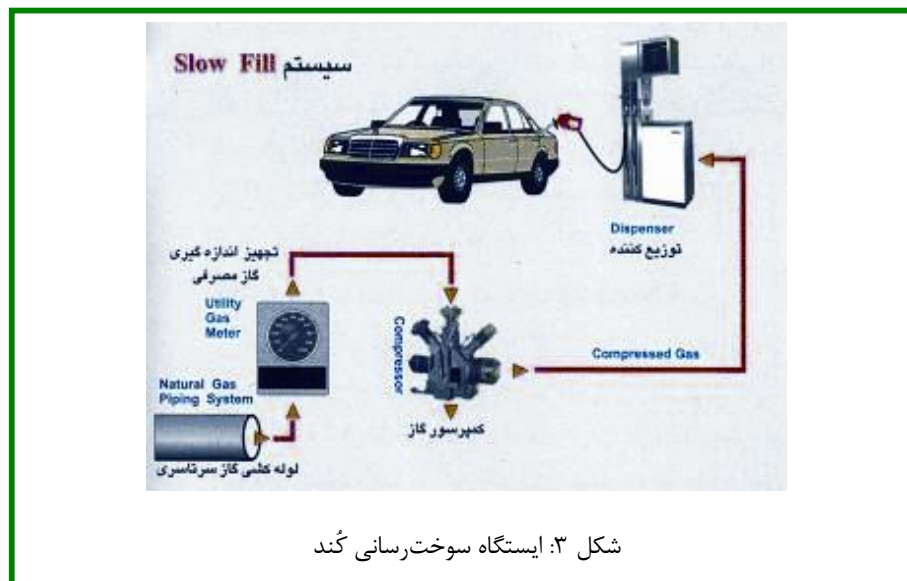 سیستم Slow Fill
Dispenser
توزیع کننده
تجهیز اندازه گیری
گاز مصرفی
Utility
Gas
Meter
Compressor
Compressed Gas
Natural Gas
Piping System
کمپرسور گاز
لوله کشی گاز سرتاسری
شکل ۳: ایستگاه سوخت‌رسانی کُند